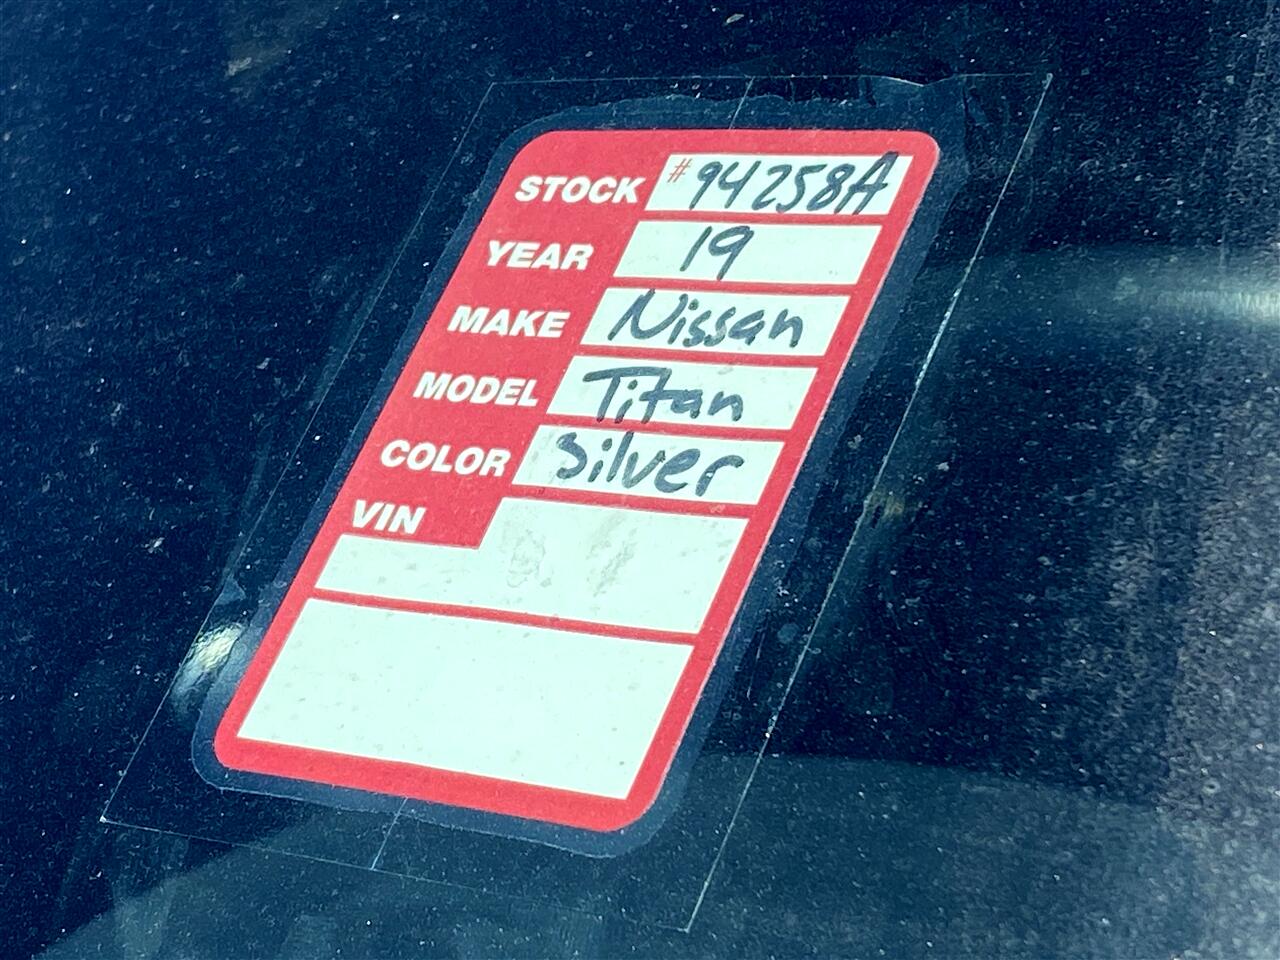 STOCK #94258A
YEAR 19
MAKE Nissan
MODEL Titan
COLOR Silver
VIN